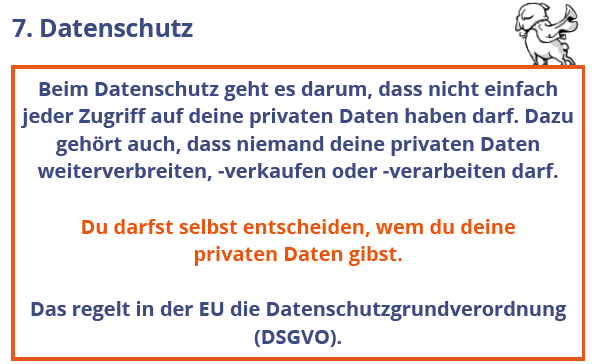 7. Datenschutz
Beim Datenschutz geht es darum, dass nicht einfach
jeder Zugriff auf deine privaten Daten haben darf. Dazu
gehört auch, dass niemand deine privaten Daten
weiterverbreiten, -verkaufen oder -verarbeiten darf.
Du darfst selbst entscheiden, wem du deine
privaten Daten gibst.
Das regelt in der EU die Datenschutzgrundverordnung
(DSGVO).